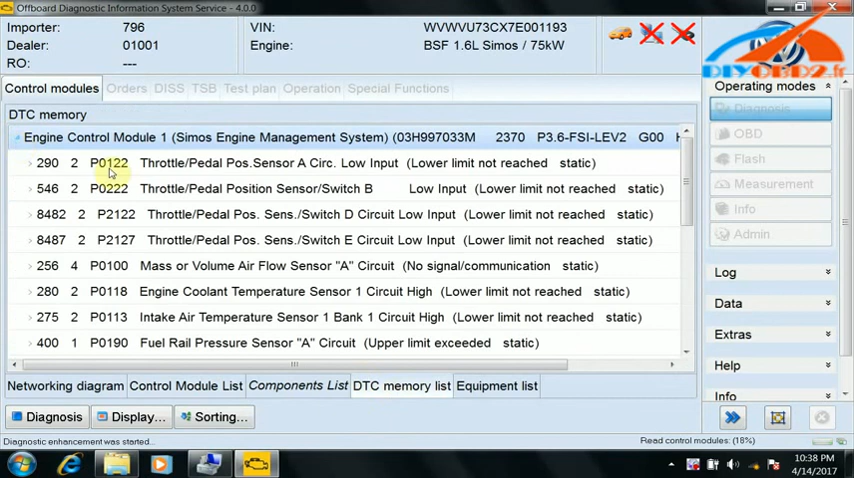 Offboard Diagnostic Information System Service - 4.0.0
Importer: 796 VIN: WVWVU73CX7E001193
Dealer: 01001 Engine: BSF 1.6L Simos / 75kW
RO: ---
DIYOBD2.fr
Control modules Orders DISS TSB Test plan Operation Special Functions
Operating modes
DTC memory
Diagnosis
Engine Control Module 1 (Simos Engine Management System) (03H997033M 2370 P3.6-FSI-LEV2 G00 H
OBD
290 2 P0122 Throttle/Pedal Pos.Sensor A Circ. Low Input (Lower limit not reached static)
Flash
546 2 P0222 Throttle/Pedal Position Sensor/Switch B Low Input (Lower limit not reached static)
Measurement
8482 2 P2122 Throttle/Pedal Pos. Sens./Switch D Circuit Low Input (Lower limit not reached static)
Info
8487 2 P2127 Throttle/Pedal Pos. Sens./Switch E Circuit Low Input (Lower limit not reached static)
Admin
256 4 P0100 Mass or Volume Air Flow Sensor "A" Circuit (No signal/communication static)
Log
280 2 P0118 Engine Coolant Temperature Sensor 1 Circuit High (Lower limit not reached static)
Data
275 2 P0113 Intake Air Temperature Sensor 1 Bank 1 Circuit High (Lower limit not reached static)
Extras
400 1 P0190 Fuel Rail Pressure Sensor "A" Circuit (Upper limit exceeded static)
Help
Info
Networking diagram Control Module List Components List DTC memory list Equipment list
Diagnosis Display... Sorting...
Diagnostic enhancement was started... Read control modules: (18%)
10:38 PM
4/14/2017